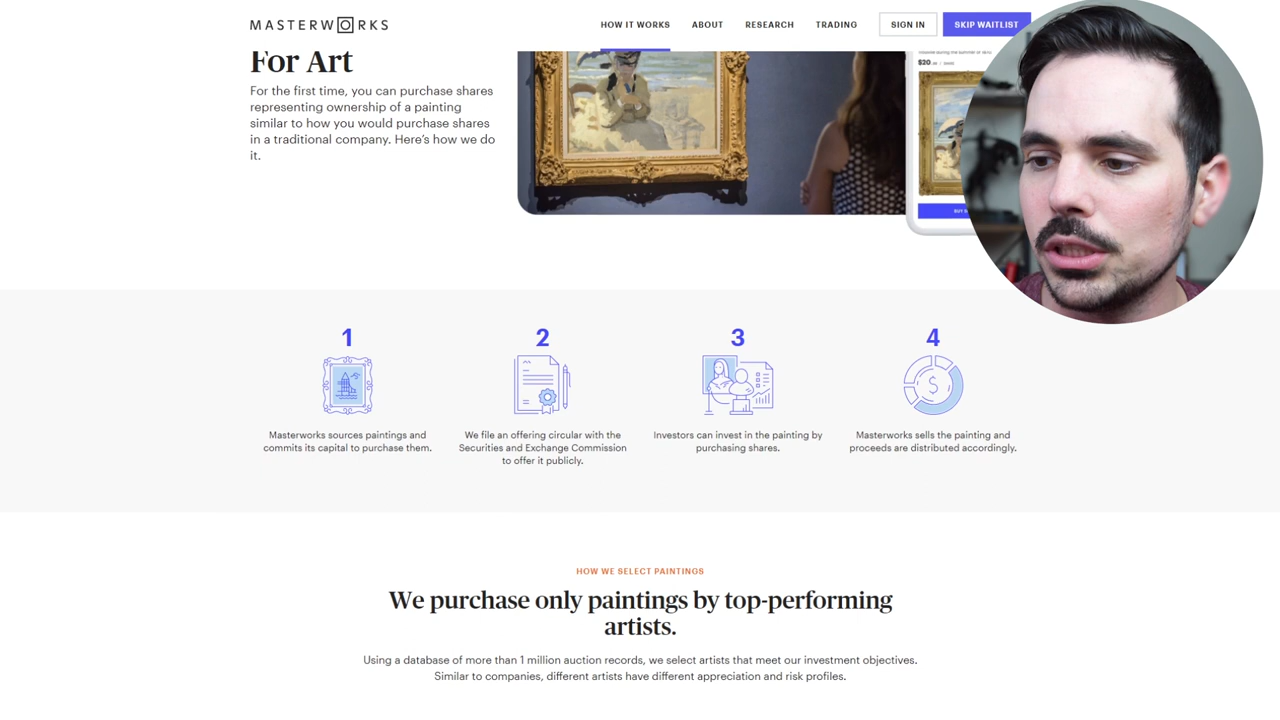 MASTERWORKS
HOW IT WORKS
ABOUT
RESEARCH
TRADING
SIGN IN
SKIP WAITLIST
For Art
For the first time, you can purchase shares
representing ownership of a painting
similar to how you would purchase shares
in a traditional company. Here's how we do
it.
$20
1
2
3
4
Masterworks sources paintings and
commits its capital to purchase them.
We file an offering circular with the
Securities and Exchange Commission
to offer it publicly.
Investors can invest in the painting by
purchasing shares.
Masterworks sells the painting and
proceeds are distributed accordingly.
HOW WE SELECT PAINTINGS
We purchase only paintings by top-performing
artists.
Using a database of more than 1 million auction records, we select artists that meet our investment objectives.
Similar to companies, different artists have different appreciation and risk profiles.